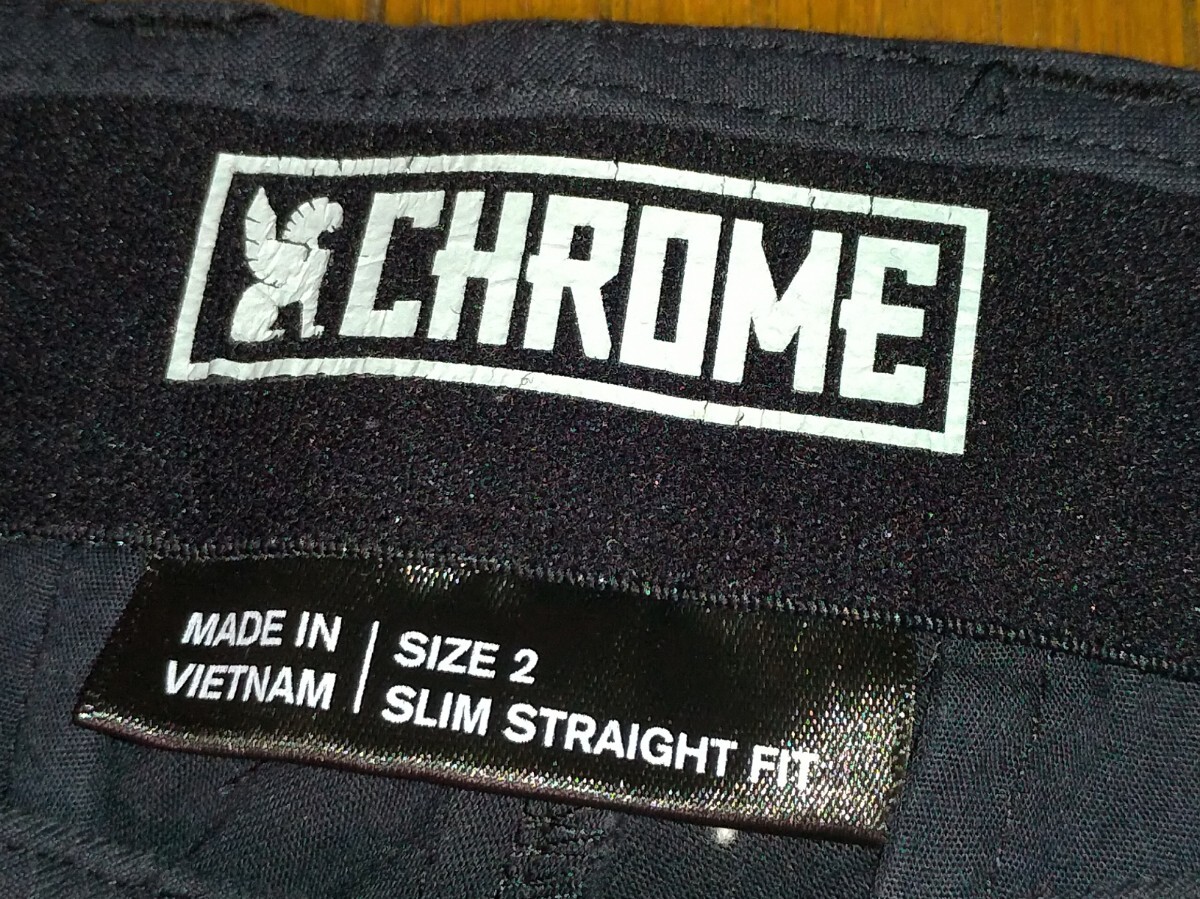 CHROME
MADE IN
VIETNAM
SIZE 2
SLIM STRAIGHT FIT